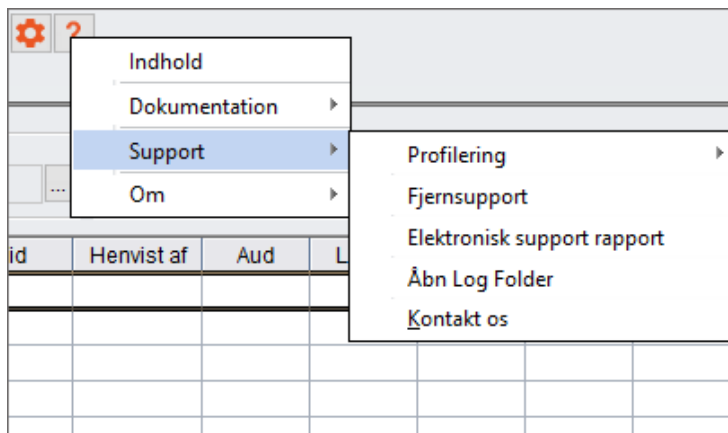 ?
Indhold
Dokumentation
Support
Om
...
Profilering
Fjernsupport
Elektronisk support rapport
Åbn Log Folder
Kontakt os
id Henvist af Aud L